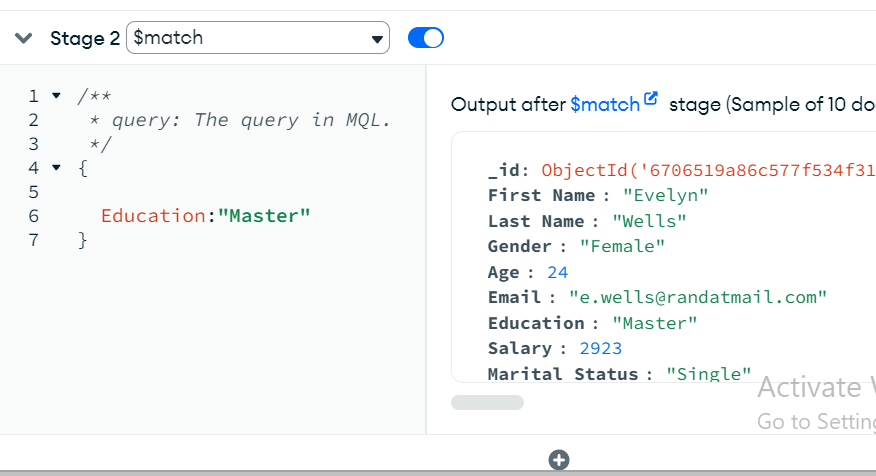 Stage 2 $match
1 /**
2 * query: The query in MQL.
3 */
4 {
5
6 Education:"Master"
7 }
Output after $match stage (Sample of 10 do
_id: ObjectId('6706519a86c577f534f31
First Name : "Evelyn"
Last Name : "Wells"
Gender : "Female"
Age : 24
Email : "e.wells@randatmail.com"
Education : "Master"
Salary : 2923
Marital Status : "Single"
Activate
Go to Setting